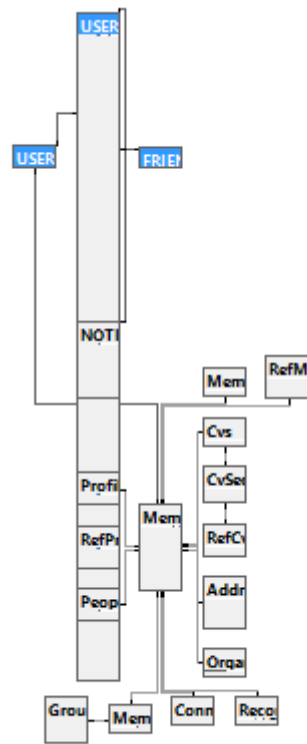 USER
USER
FRIEN
NOTI
RefM
Mem
Cvs
CvSec
Profi
Mem
RefPr
RefCv
Addr
Peop
Orga
Grou
Mem
Conn
Reco